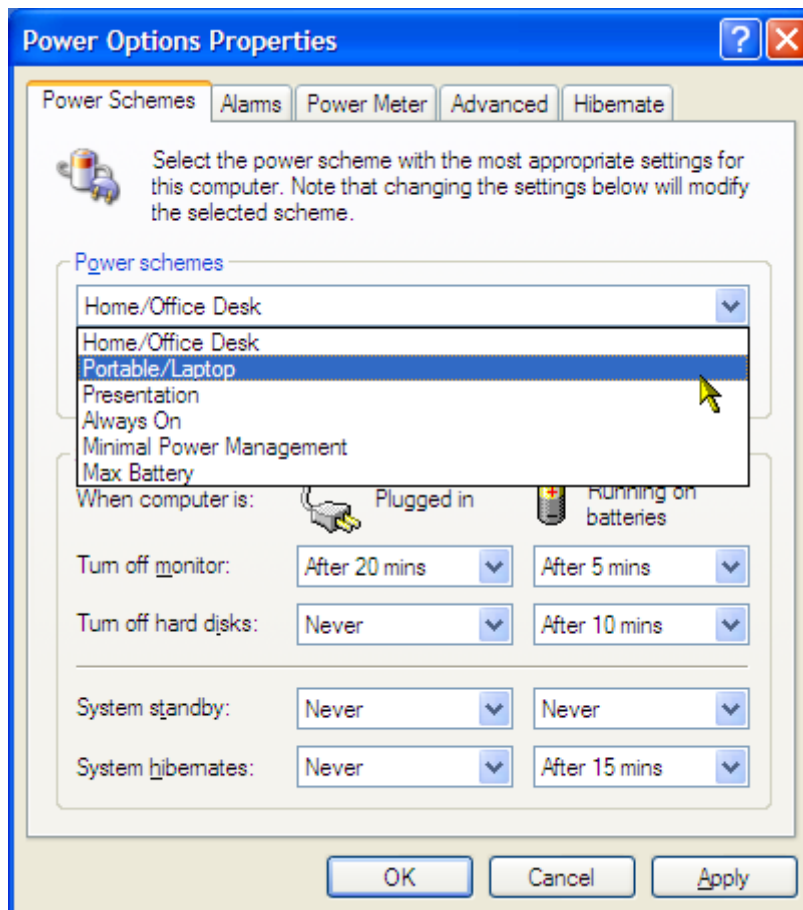 Power Options Properties
Power Schemes Alarms Power Meter Advanced Hibernate
Select the power scheme with the most appropriate settings for
this computer. Note that changing the settings below will modify
the selected scheme.
Power schemes
Home/Office Desk
Home/Office Desk
Portable/Laptop
Presentation
Always On
Minimal Power Management
Max Battery
When computer is: Plugged in Running on
batteries
Turn off monitor: After 20 mins After 5 mins
Turn off hard disks: Never After 10 mins
System standby: Never Never
System hibernates: Never After 15 mins
OK Cancel Apply